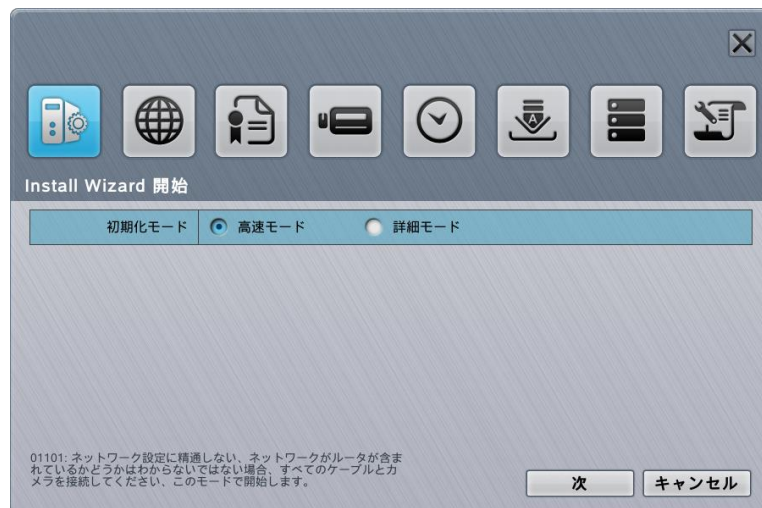 Install Wizard 開始
初期化モード 高速モード 詳細モード
01101: ネットワーク設定に精通しない、ネットワークがルータが含ま
れているかどうかはわからないではない場合、すべてのケーブルとカ
メラを接続してください、このモードで開始します。
次 キャンセル